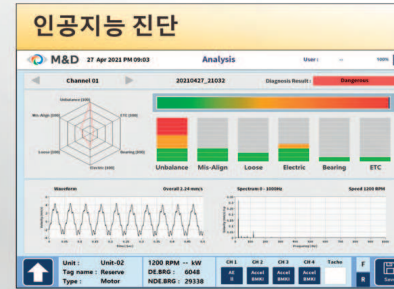 인공지능 진단
M&D 27 Apr 2021 PM 09:03 Analysis User : - 100%
Channel 01 20210427_21032 Diagnosis Result : Dangerous
Unbalance [100]
Mis-Align [100] ETC [100]
Loose [100] Bearing [100]
Electric [100]
Unbalance Mis-Align Loose Electric Bearing ETC
Waveform Overall 2.24 mm/s Spectrum 0 - 1000Hz Speed 1200 RPM
Unit : Unit-02 1200 RPM -- kW CH 1 CH 2 CH 3 CH 4 Tacho F
Tag name : Reserve DE.BRG : 6048 Accel Accel Accel
Type : Motor NDE.BRG : 29338 BMKI BMKI R Save